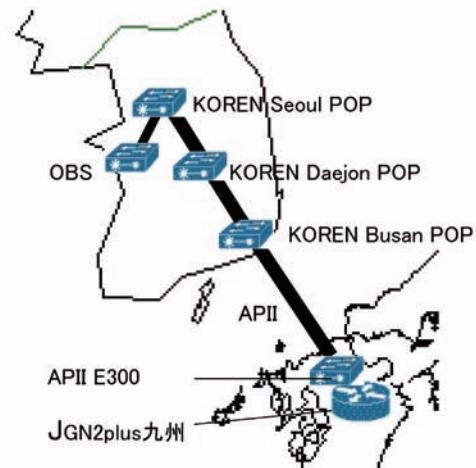 KOREN Seoul POP
OBS
KOREN Daejon POP
KOREN Busan POP
APII
APII E300
JGN2plus九州